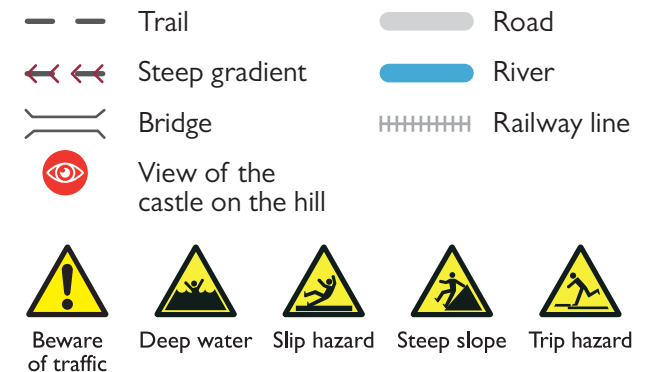 Trail
Road
Steep gradient
River
Bridge
Railway line
View of the
castle on the hill
Beware
of traffic
Deep water
Slip hazard
Steep slope
Trip hazard